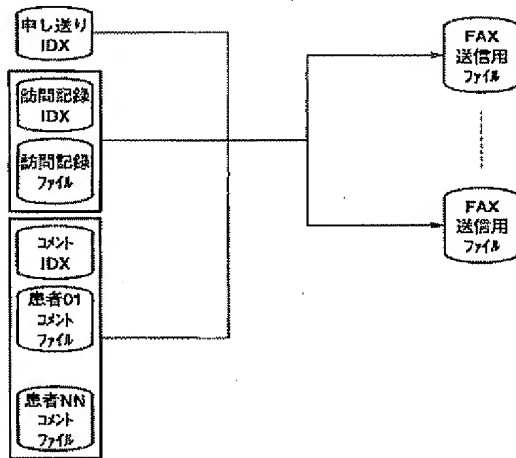 申し送り
IDX
訪問記録
IDX
訪問記録
ファイル
コメント
IDX
患者01
コメント
ファイル
患者NN
コメント
ファイル
FAX
送信用
ファイル
FAX
送信用
ファイル